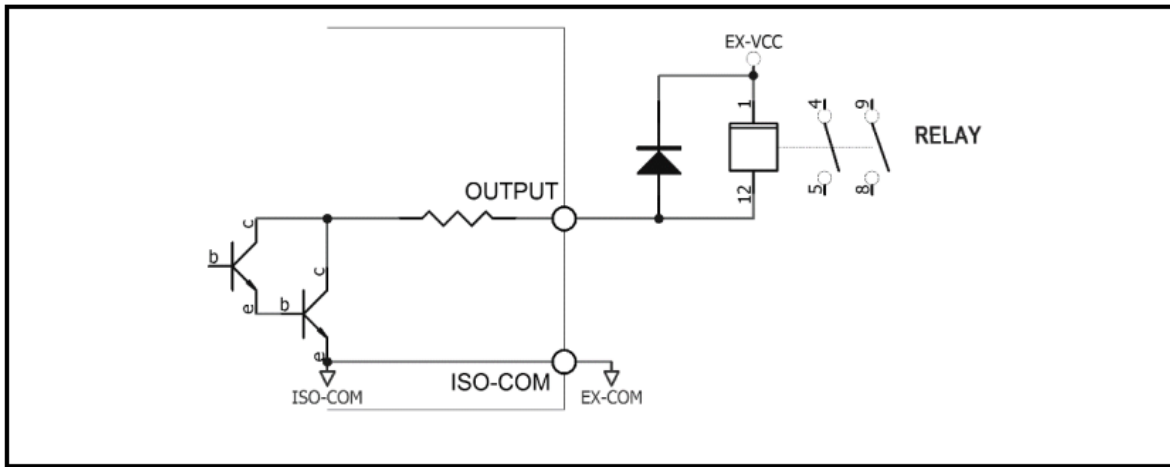 EX-VCC
1
4
9
RELAY
12
5
8
OUTPUT
c
b
c
e
b
e
ISO-COM
ISO-COM
EX-COM